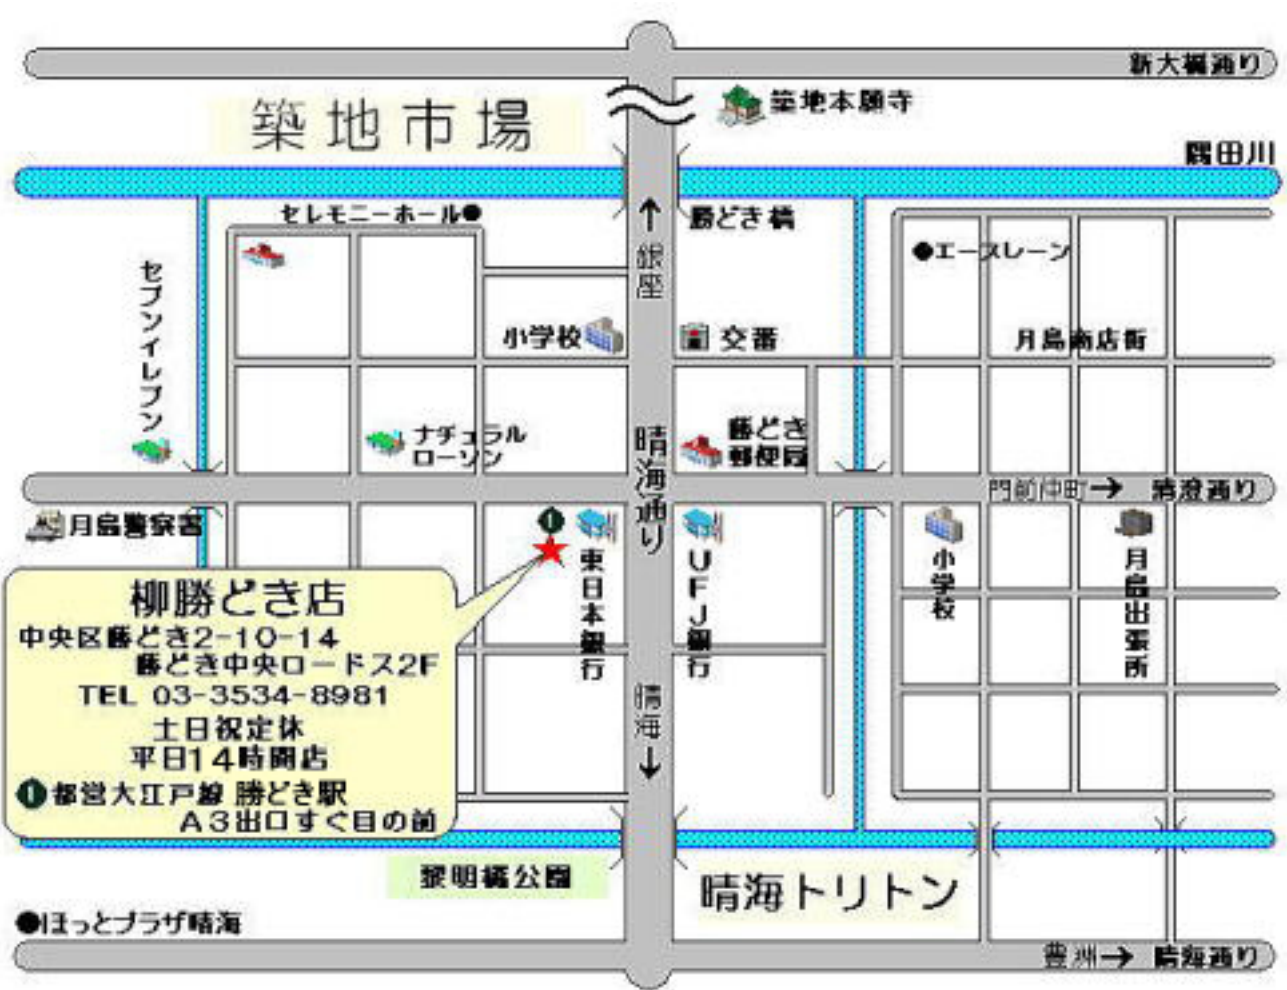 新大橋通り
築地本願寺
築地市場
隅田川
セレモニーホール
勝どき橋
エースレーン
銀座
セブンイレブン
小学校
交番
月島商店街
ナチュラル
ローソン
晴海通り
勝どき
郵便局
門前仲町→ 清澄通り
月島警察署
東日本銀行
UFJ銀行
小学校
月島出張所
柳勝どき店
中央区勝どき2-10-14
勝どき中央ロードス2F
TEL 03-3534-8981
土日祝定休
平日14時開店
都営大江戸線 勝どき駅
A3出口すぐ目の前
晴海
黎明橋公園
晴海トリトン
ほっとプラザ晴海
豊洲→ 晴海通り